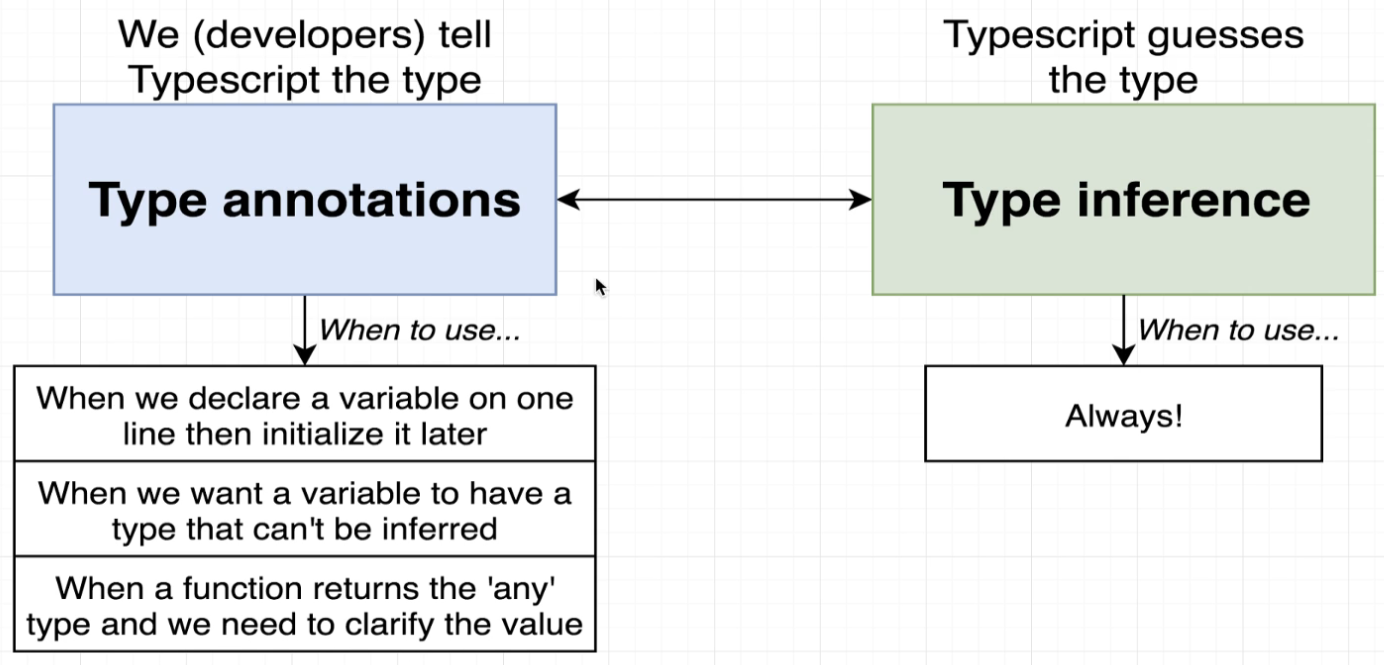 We (developers) tell
Typescript the type
Typescript guesses
the type
Type annotations
Type inference
When to use...
When to use...
When we declare a variable on one
line then initialize it later
Always!
When we want a variable to have a
type that can't be inferred
When a function returns the 'any'
type and we need to clarify the value